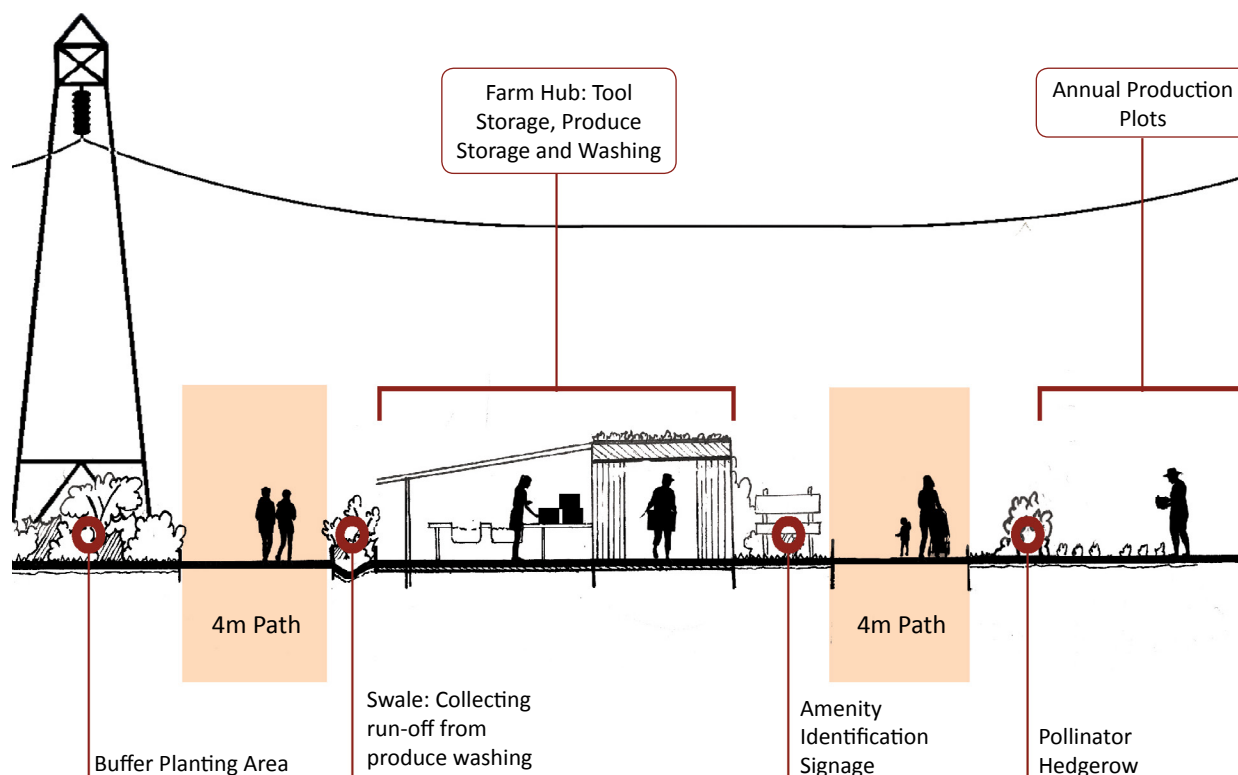 Farm Hub: Tool
Storage, Produce
Storage and Washing
Annual Production
Plots
4m Path
4m Path
Buffer Planting Area
Swale: Collecting
run-off from
produce washing
Amenity
Identification
Signage
Pollinator
Hedgerow